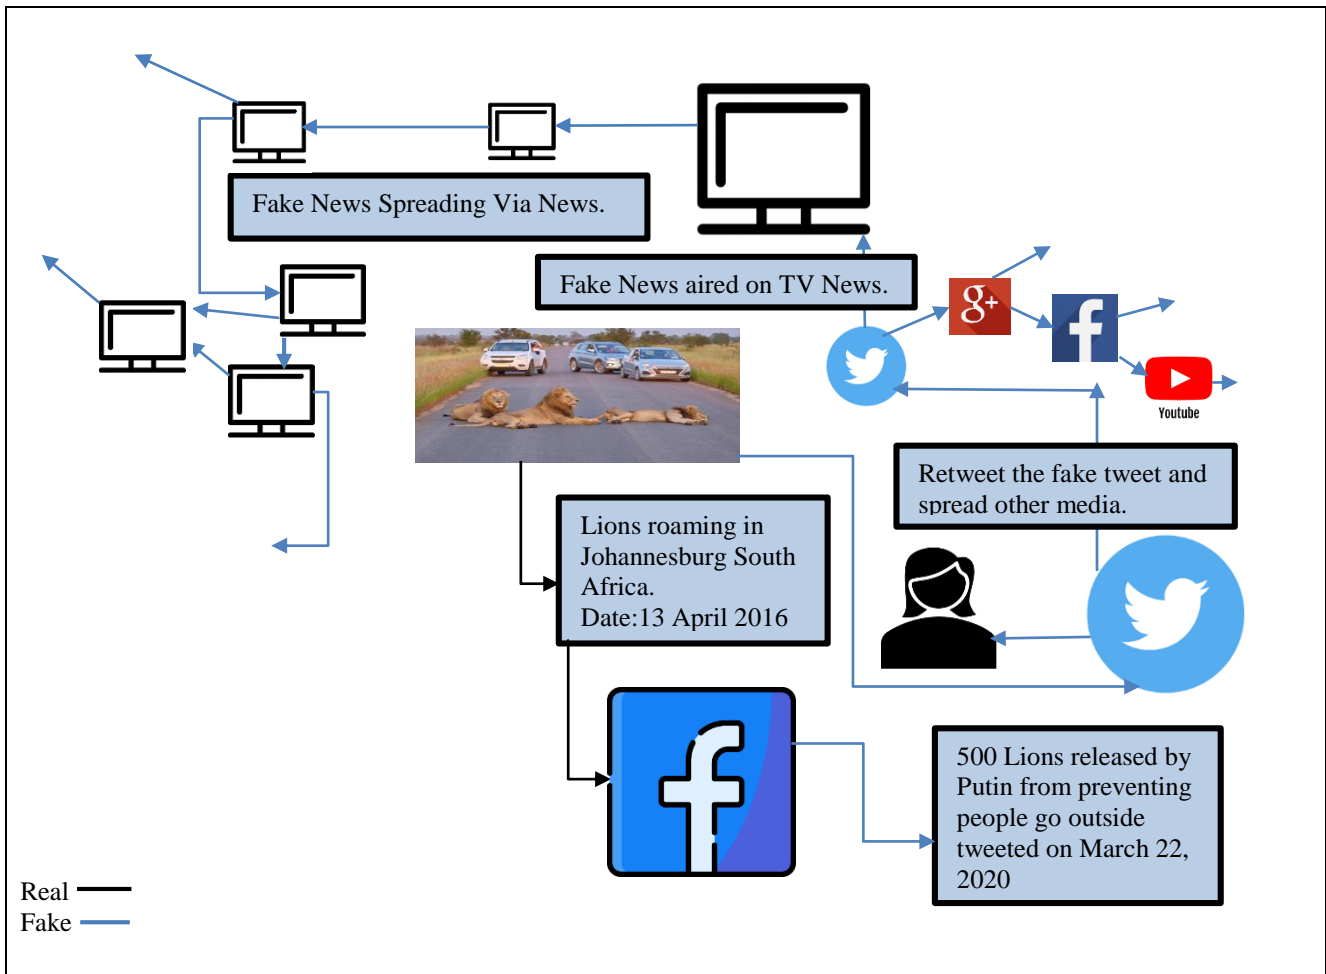 Fake News Spreading Via News.
Fake News aired on TV News.
g+
Youtube
Retweet the fake tweet and
spread other media.
Lions roaming in
Johannesburg South
Africa.
Date:13 April 2016
500 Lions released by
Putin from preventing
people go outside
tweeted on March 22,
2020
Real
Fake